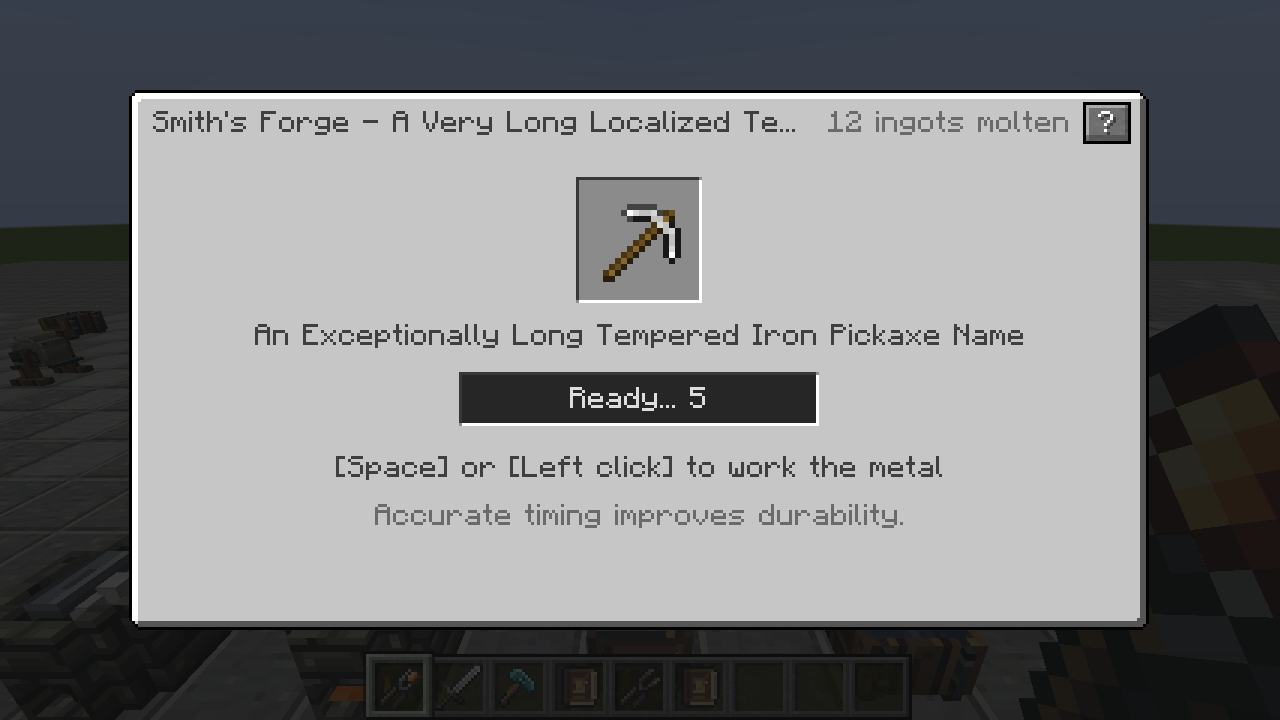 Smith's Forge – A Very Long Localized Te...
12 ingots molten
?
An Exceptionally Long Tempered Iron Pickaxe Name
Ready... 5
[Space] or [Left click] to work the metal
Accurate timing improves durability.